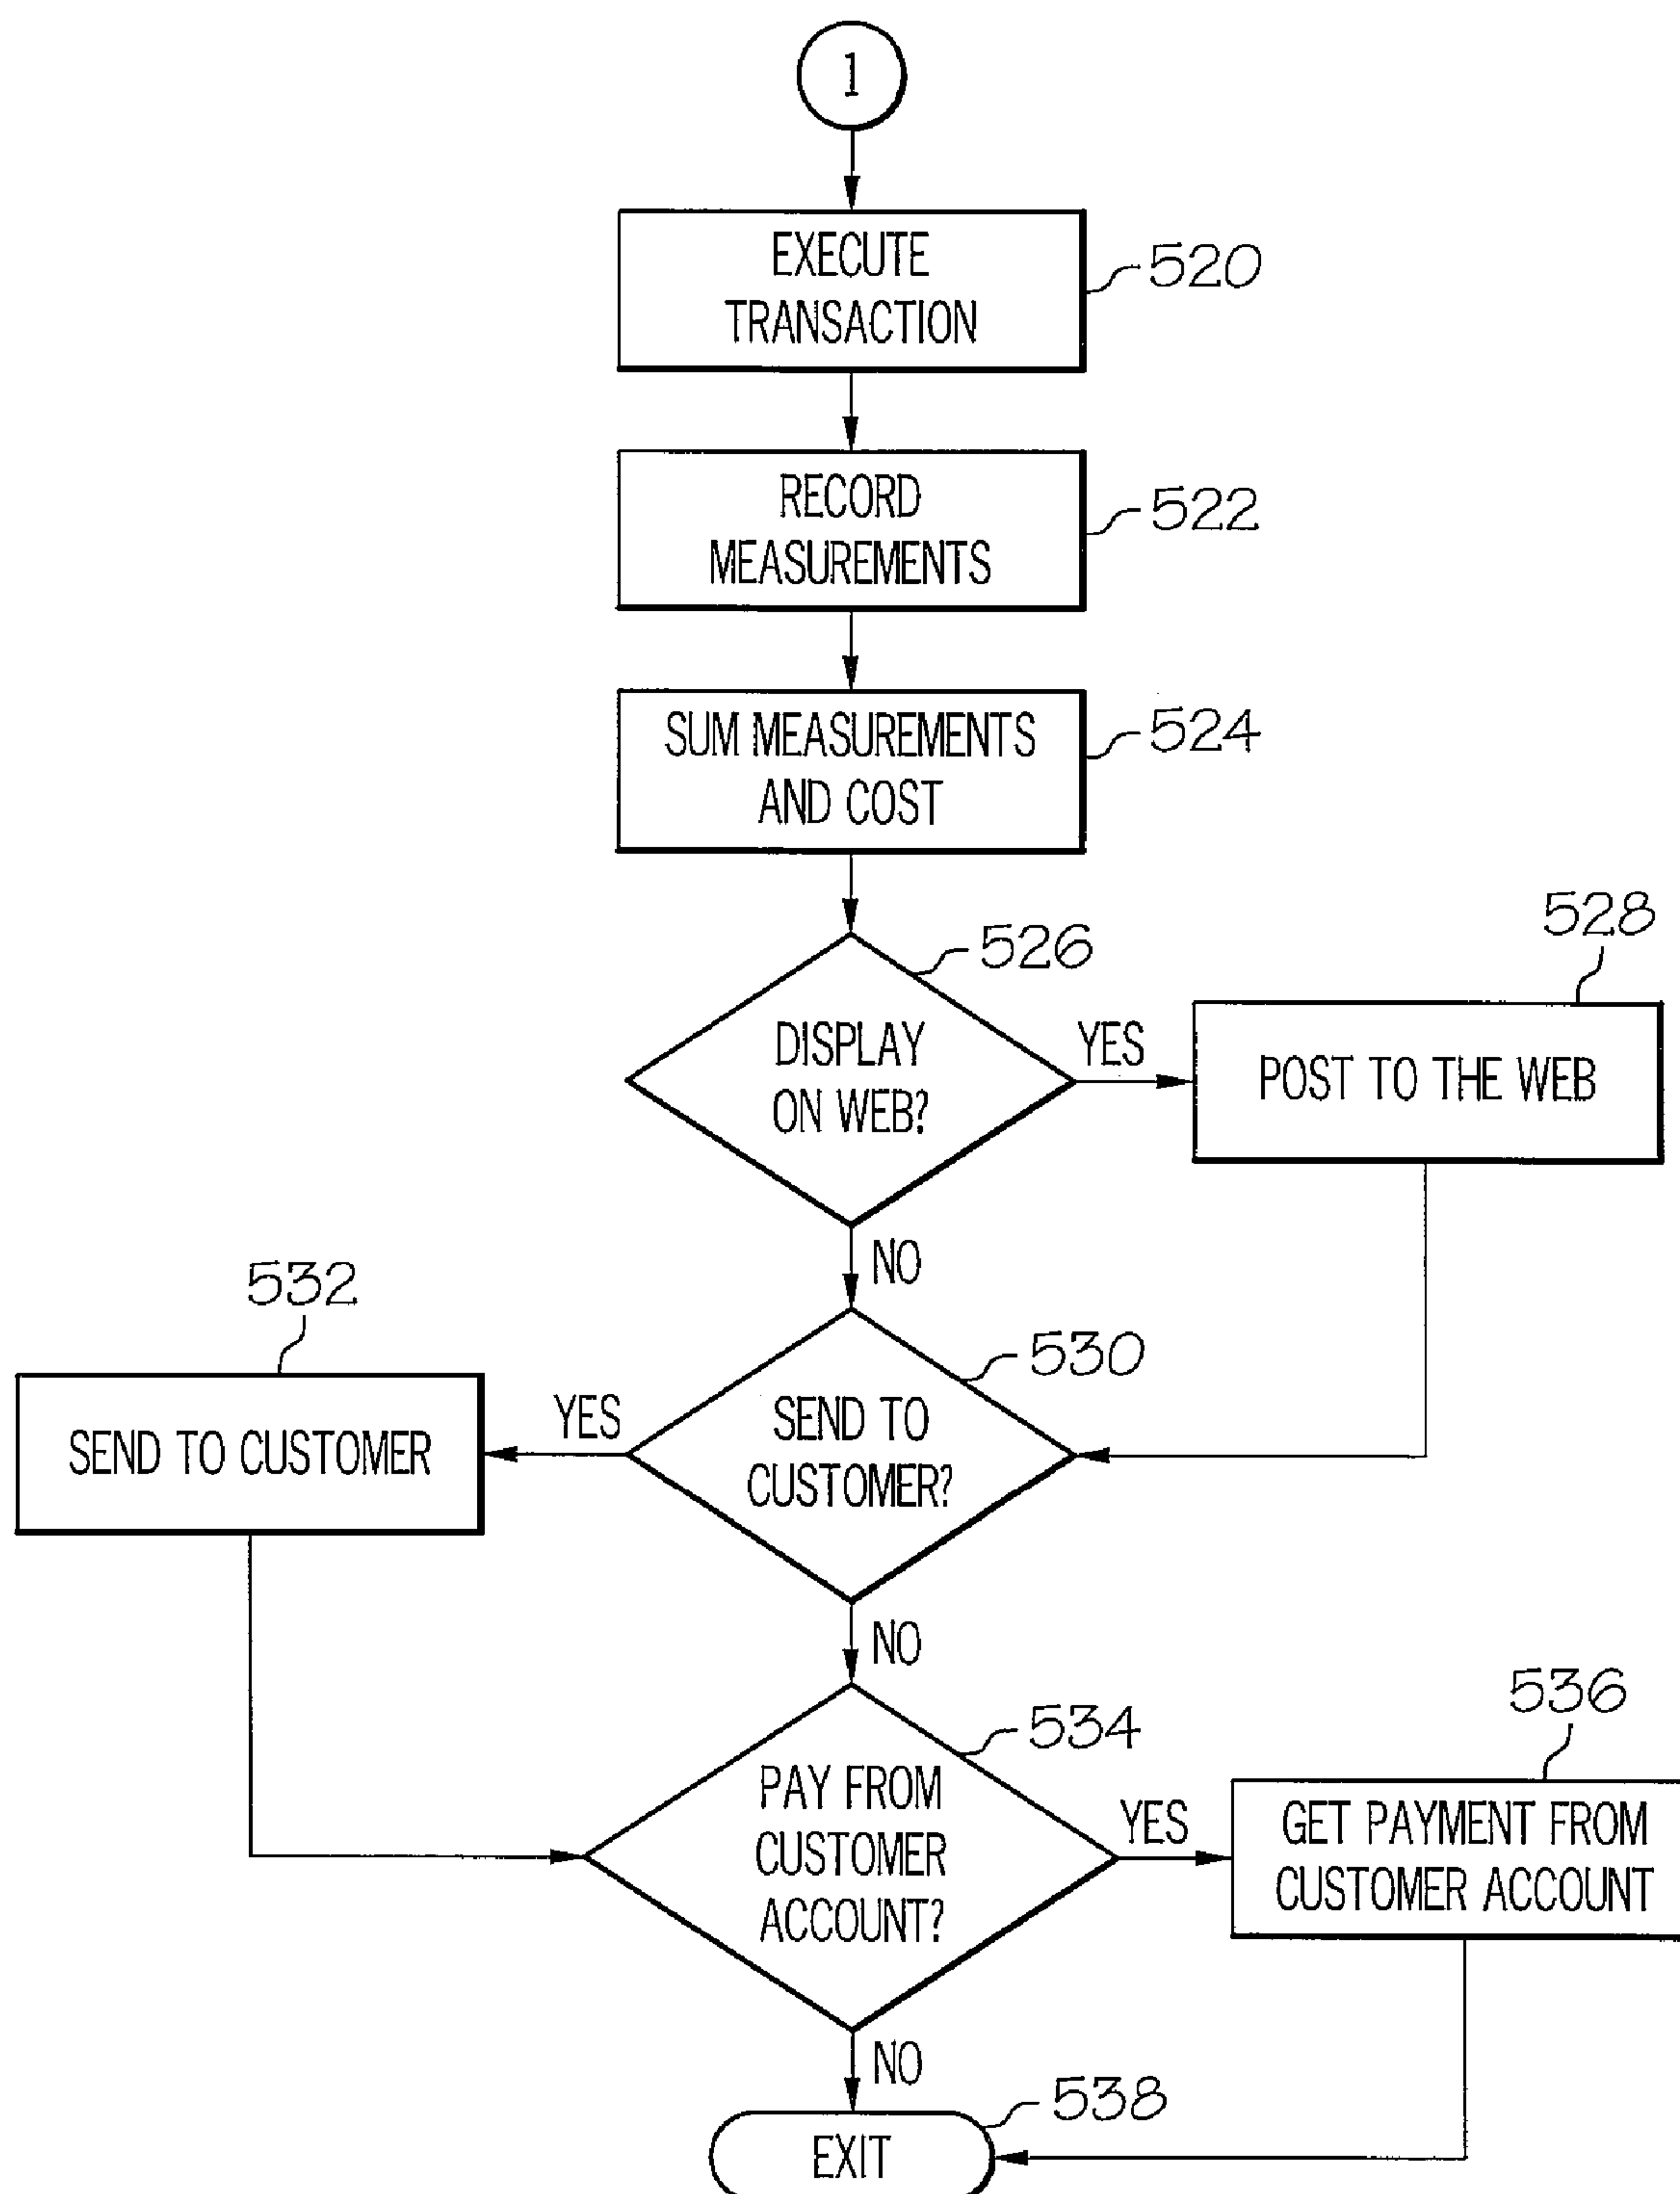 1
EXECUTE
TRANSACTION
520
RECORD
MEASUREMENTS
522
SUM MEASUREMENTS
AND COST
524
526
DISPLAY
ON WEB?
YES
528
POST TO THE WEB
NO
532
SEND TO CUSTOMER
YES
530
SEND TO
CUSTOMER?
NO
534
PAY FROM
CUSTOMER
ACCOUNT?
YES
536
GET PAYMENT FROM
CUSTOMER ACCOUNT
NO
538
EXIT